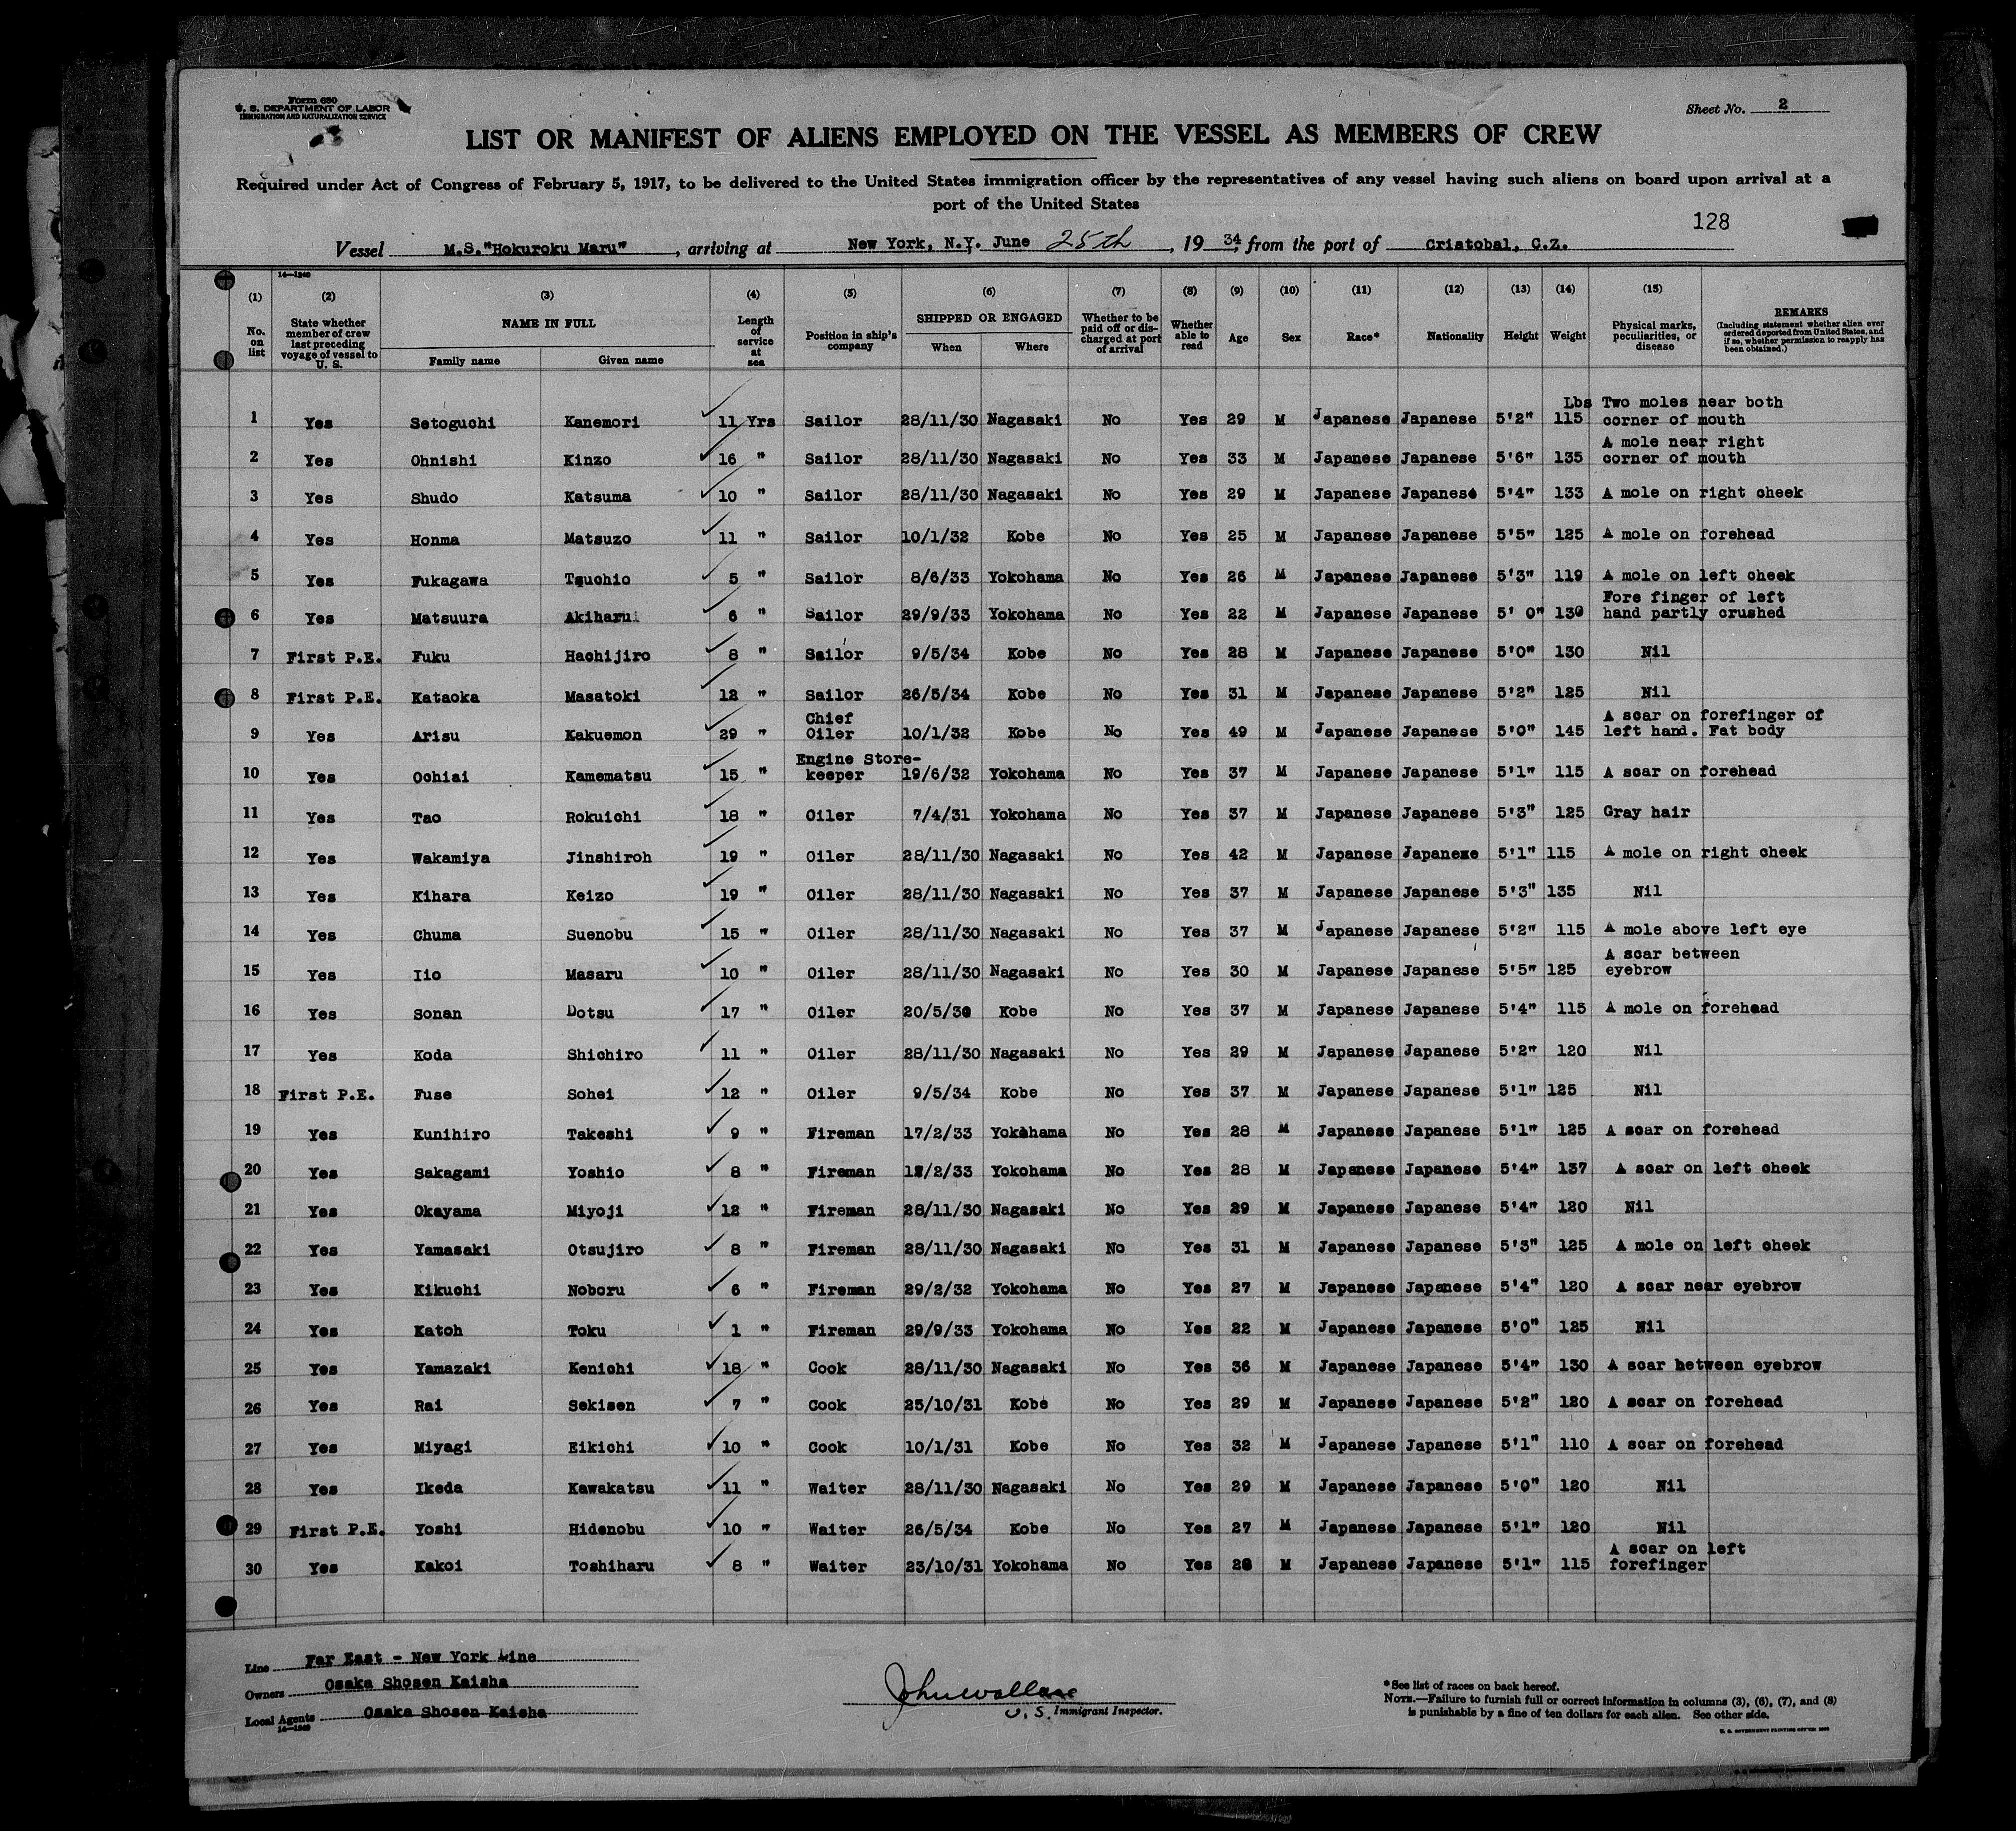 Form 680
U. S. DEPARTMENT OF LABOR
IMMIGRATION AND NATURALIZATION SERVICE
Sheet No. 2
LIST OR MANIFEST OF ALIENS EMPLOYED ON THE VESSEL AS MEMBERS OF CREW
Required under Act of Congress of February 5, 1917, to be delivered to the United States immigration officer by the representatives of any vessel having such aliens on board upon arrival at a
port of the United States
128
Vessel M.S."Hokuroku Maru", arriving at New York, N.Y. June 25th, 1934, from the port of Cristobal, C.Z.
14—1240
(1) (2) (3) (4) (5) (6) (7) (8) (9) (10) (11) (12) (13) (14) (15)
No. on list | State whether member of crew last preceding voyage of vessel to U. S. | NAME IN FULL Family name Given name | Length of service at sea | Position in ship's company | SHIPPED OR ENGAGED When Where | Whether to be paid off or discharged at port of arrival | Whether able to read | Age | Sex | Race* | Nationality | Height | Weight | Physical marks, peculiarities, or disease | REMARKS (Including statement whether alien ever ordered deported from United States, and if so, whether permission to reapply has been obtained.)
1 Yes Setoguchi Kanemori 11 Yrs Sailor 28/11/30 Nagasaki No Yes 29 M Japanese Japanese 5'2" 115 Lbs Two moles near both corner of mouth
2 Yes Ohnishi Kinzo 16 " Sailor 28/11/30 Nagasaki No Yes 33 M Japanese Japanese 5'6" 135 A mole near right corner of mouth
3 Yes Shudo Katsuma 10 " Sailor 28/11/30 Nagasaki No Yes 29 M Japanese Japanese 5'4" 133 A mole on right cheek
4 Yes Honma Matsuzo 11 " Sailor 10/1/32 Kobe No Yes 25 M Japanese Japanese 5'5" 125 A mole on forehead
5 Yes Fukagawa Tsuchio 5 " Sailor 8/6/33 Yokohama No Yes 26 M Japanese Japanese 5'3" 119 A mole on left cheek
6 Yes Matsuura Akiharu 6 " Sailor 29/9/33 Yokohama No Yes 22 M Japanese Japanese 5' 0" 130 Fore finger of left hand partly crushed
7 First P.E. Fuku Hachijiro 8 " Sailor 9/5/34 Kobe No Yes 28 M Japanese Japanese 5'0" 130 Nil
8 First P.E. Kataoka Masatoki 12 " Sailor 26/5/34 Kobe No Yes 31 M Japanese Japanese 5'2" 125 Nil
9 Yes Arisu Kakuemon 29 " Chief Oiler 10/1/32 Kobe No Yes 49 M Japanese Japanese 5'0" 145 A scar on forefinger of left hand. Fat body
10 Yes Ochiai Kamematsu 15 " Engine Store-keeper 19/6/32 Yokohama No Yes 37 M Japanese Japanese 5'1" 115 A scar on forehead
11 Yes Tao Rokuichi 18 " Oiler 7/4/31 Yokohama No Yes 37 M Japanese Japanese 5'3" 125 Gray hair
12 Yes Wakamiya Jinshiroh 19 " Oiler 28/11/30 Nagasaki No Yes 42 M Japanese Japanese 5'1" 115 A mole on right cheek
13 Yes Kihara Keizo 19 " Oiler 28/11/30 Nagasaki No Yes 37 M Japanese Japanese 5'3" 135 Nil
14 Yes Chuma Suenobu 15 " Oiler 28/11/30 Nagasaki No Yes 37 M Japanese Japanese 5'2" 115 A mole above left eye
15 Yes Iio Masaru 10 " Oiler 28/11/30 Nagasaki No Yes 30 M Japanese Japanese 5'5" 125 A scar between eyebrow
16 Yes Sonan Dotsu 17 " Oiler 20/5/30 Kobe No Yes 37 M Japanese Japanese 5'4" 115 A mole on forehead
17 Yes Koda Shichiro 11 " Oiler 28/11/30 Nagasaki No Yes 29 M Japanese Japanese 5'2" 120 Nil
18 First P.E. Fuse Sohei 12 " Oiler 9/5/34 Kobe No Yes 37 M Japanese Japanese 5'1" 125 Nil
19 Yes Kunihiro Takeshi 9 " Fireman 17/2/33 Yokohama No Yes 28 M Japanese Japanese 5'1" 125 A scar on forehead
20 Yes Sakagami Yoshio 8 " Fireman Yokohama No Yes 28 M Japanese Japanese 5'4" 137 A scar on left cheek
21 Yes Okayama Miyoji 12 " Fireman 28/11/30 Nagasaki No Yes 29 M Japanese Japanese 5'4" 120 Nil
22 Yes Yamasaki Otsujiro 8 " Fireman 28/11/30 Nagasaki No Yes 31 M Japanese Japanese 5'3" 125 A mole on left cheek
23 Yes Kikuchi Noboru 6 " Fireman 29/2/32 Yokohama No Yes 27 M Japanese Japanese 5'4" 120 A scar near eyebrow
24 Yes Katoh Toku 1 " Fireman 29/9/33 Yokohama No Yes 22 M Japanese Japanese 5'0" 125 Nil
25 Yes Yamazaki Kenichi 18 " Cook 28/11/30 Nagasaki No Yes 36 M Japanese Japanese 5'4" 130 A scar between eyebrow
26 Yes Rai Sekisen 7 " Cook 25/10/31 Kobe No Yes 29 M Japanese Japanese 5'2" 120 A scar on forehead
27 Yes Miyagi Eikichi 10 " Cook 10/1/31 Kobe No Yes 32 M Japanese Japanese 5'1" 110 A scar on forehead
28 Yes Ikeda Kawakatsu 11 " Waiter 28/11/30 Nagasaki No Yes 29 M Japanese Japanese 5'0" 120 Nil
29 First P.E. Yoshi Hidenobu 10 " Waiter 26/5/34 Kobe No Yes 27 M Japanese Japanese 5'1" 120 Nil
30 Yes Kakoi Toshiharu 8 " Waiter 23/10/31 Yokohama No Yes 28 M Japanese Japanese 5'1" 115 A scar on left forefinger
Line Far East - New York Line
Owners Osaka Shosen Kaisha
Local Agents Osaka Shosen Kaisha
14—1240
John Wallace
U. S. Immigrant Inspector.
*See list of races on back hereof.
NOTE.—Failure to furnish full or correct information in columns (3), (6), (7), and (8)
is punishable by a fine of ten dollars for each alien. See other side.